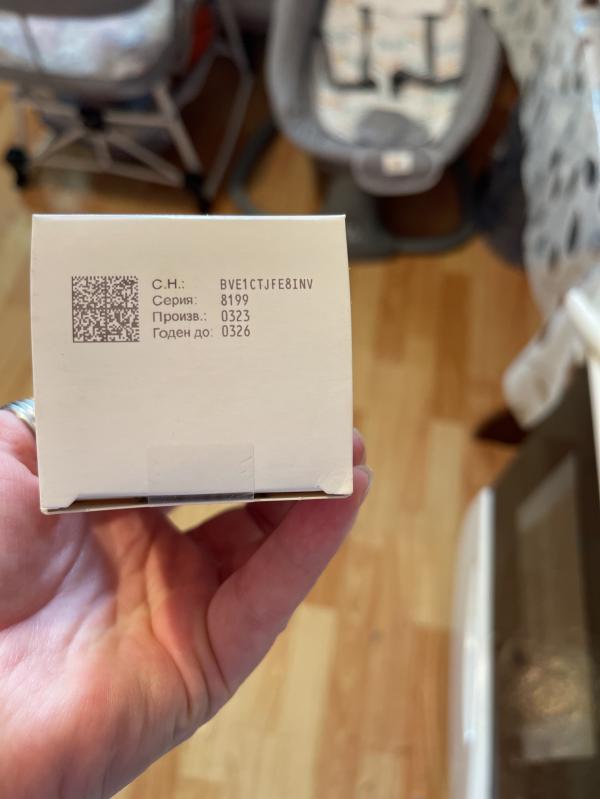 С.Н.: BVE1CTJFE8INV
Серия: 8199
Произв.: 0323
Годен до: 0326